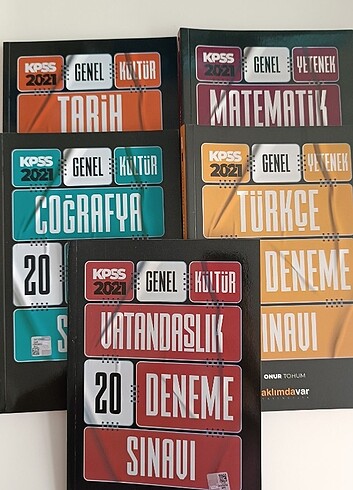 KPSS 2021 GENEL KÜLTÜR
TARİH
KPSS 2021 GENEL YETENEK
MATEMATİK
KPSS 2021 GENEL KÜLTÜR
COĞRAFYA
20
S
KPSS 2021 GENEL YETENEK
TÜRKÇE
DENEME
INAVI
ONUR TOHUM
aklımdavar
KPSS 2021 GENEL KÜLTÜR
VATANDAŞLIK
20 DENEME
SINAVI